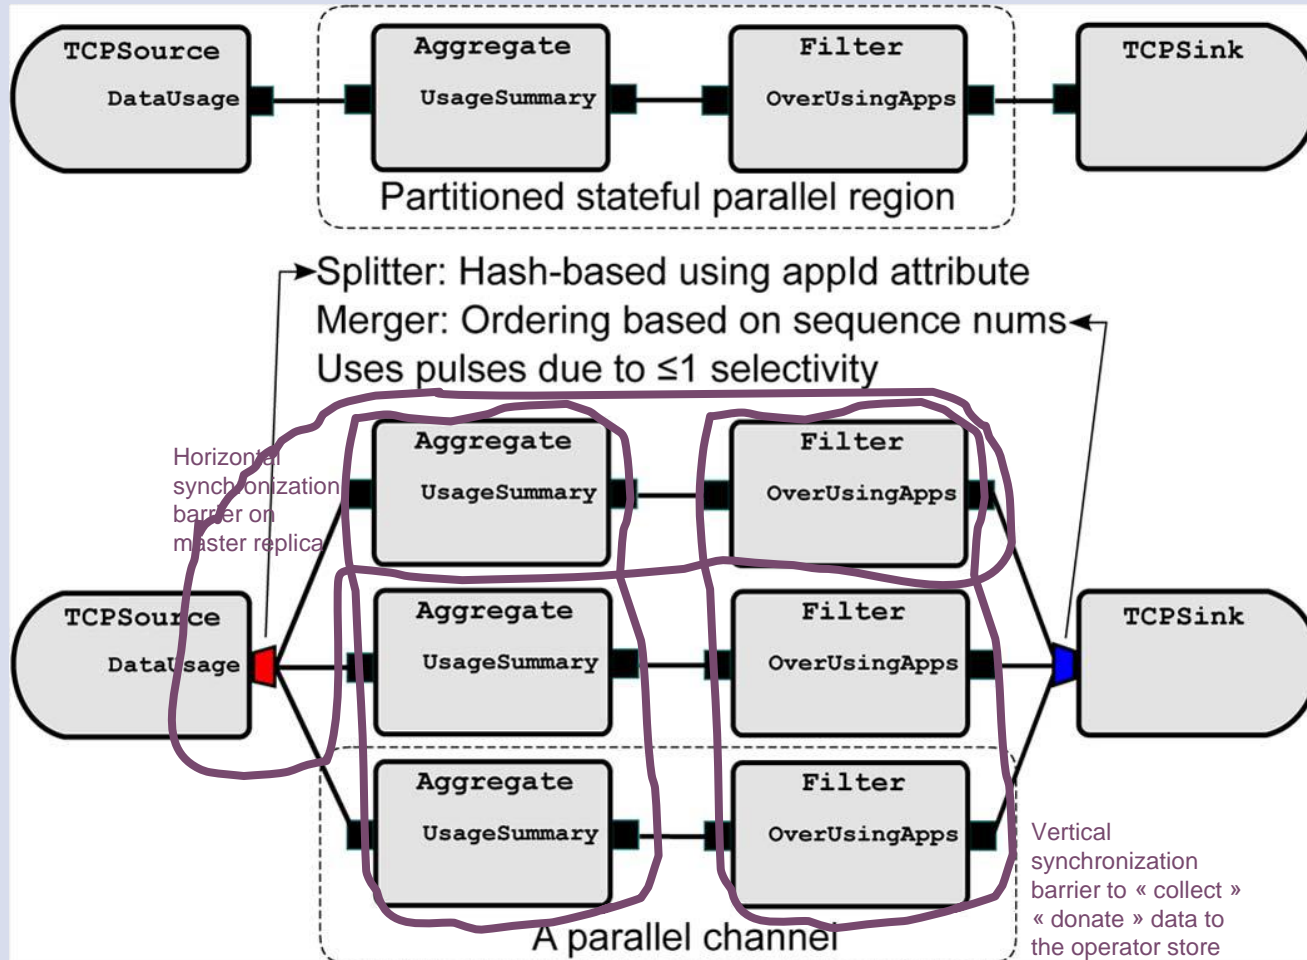 TCPSource
DataUsage
Aggregate
UsageSummary
Filter
OverUsingApps
TCPSink
Partitioned stateful parallel region
Splitter: Hash-based using appId attribute
Merger: Ordering based on sequence nums
Uses pulses due to ≤1 selectivity
Horizontal
synchronization
barrier on
master replica
Aggregate
UsageSummary
Filter
OverUsingApps
TCPSource
DataUsage
Aggregate
UsageSummary
Filter
OverUsingApps
TCPSink
Aggregate
UsageSummary
Filter
OverUsingApps
A parallel channel
Vertical
synchronization
barrier to « collect »
« donate » data to
the operator store